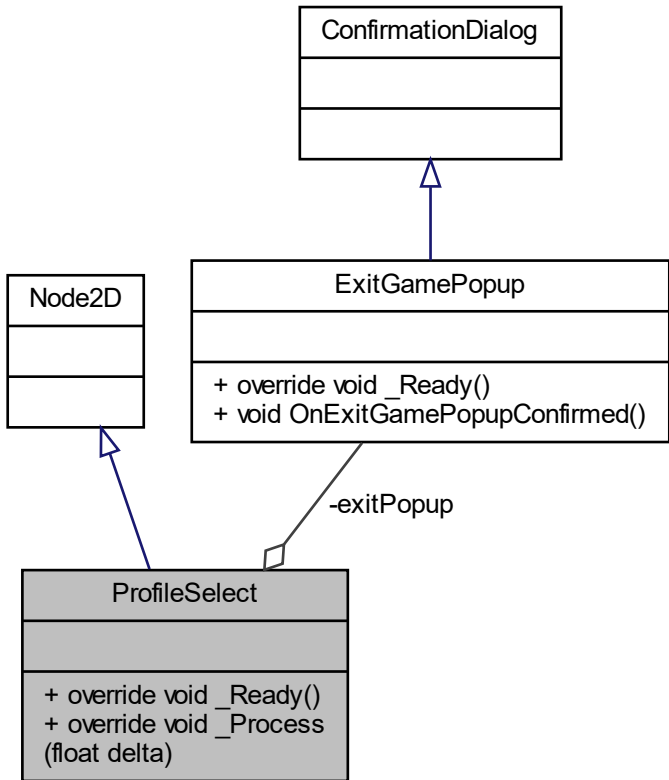 ConfirmationDialog
ExitGamePopup
+ override void _Ready()
+ void OnExitGamePopupConfirmed()
Node2D
-exitPopup
ProfileSelect
+ override void _Ready()
+ override void _Process
(float delta)